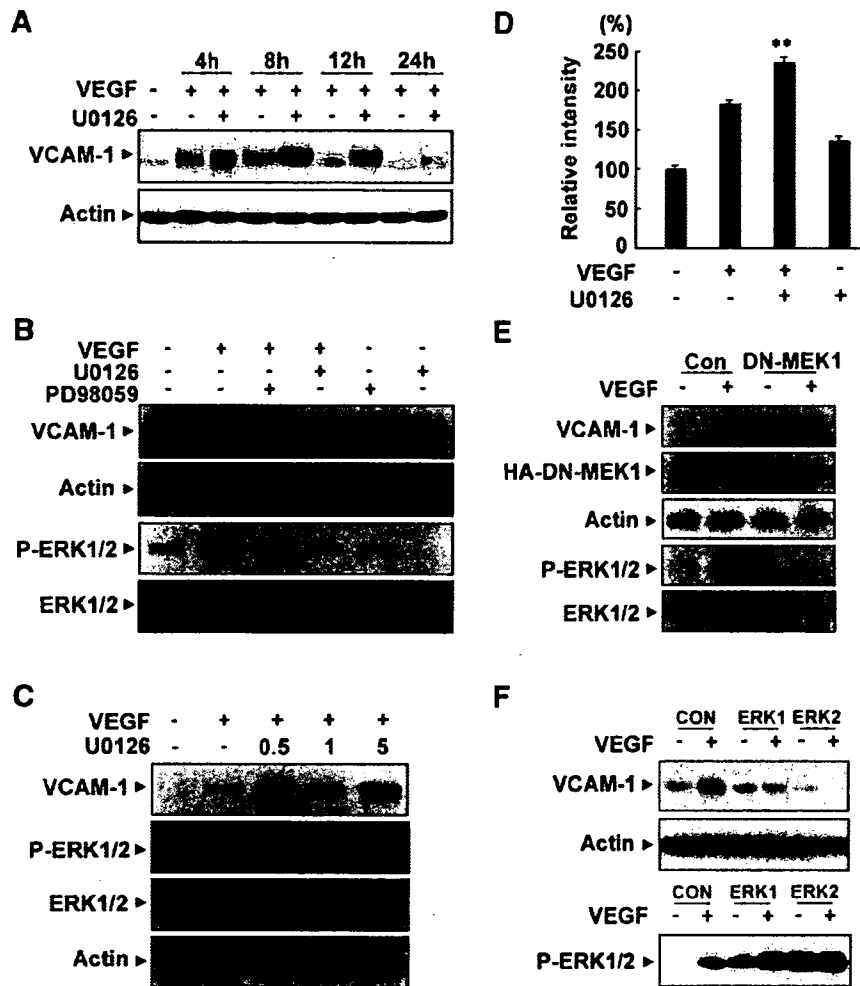 A
4h 8h 12h 24h
VEGF - + + + + + + + +
U0126 - - + - + - + - +
VCAM-1
Actin
B
VEGF - + + + - -
U0126 - - - + - +
PD98059 - - + - + -
VCAM-1
Actin
P-ERK1/2
ERK1/2
C
VEGF - + + + +
U0126 - - 0.5 1 5
VCAM-1
P-ERK1/2
ERK1/2
Actin
D
(%)
Relative intensity
250
200
150
100
50
0
**
VEGF - + + -
U0126 - - + +
E
Con DN-MEK1
VEGF - + - +
VCAM-1
HA-DN-MEK1
Actin
P-ERK1/2
ERK1/2
F
CON ERK1 ERK2
VEGF - + - + - +
VCAM-1
Actin
CON ERK1 ERK2
VEGF - + - + - +
P-ERK1/2